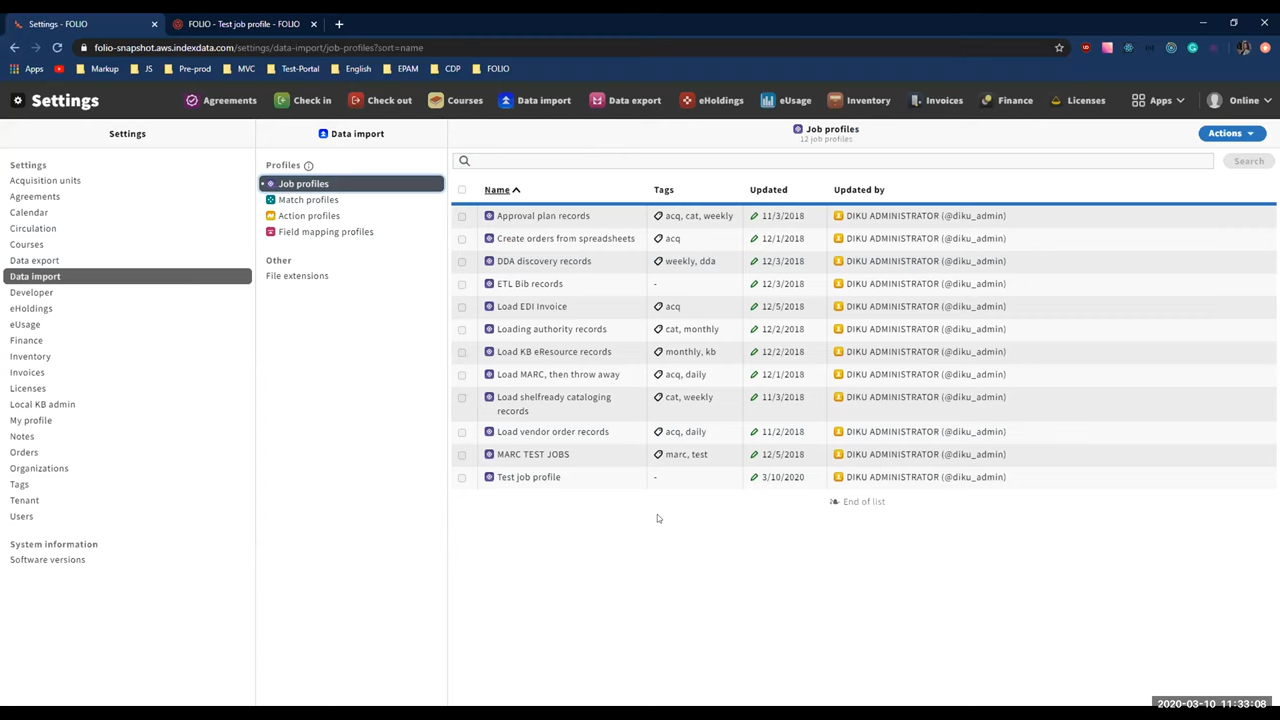 Settings - FOLIO
FOLIO - Test job profile - FOLIO
folio-snapshot.aws.indexdata.com/settings/data-import/job-profiles?sort=name
Apps Markup JS Pre-prod MVC Test-Portal English EPAM CDP FOLIO
Settings Agreements Check in Check out Courses Data import Data export eHoldings eUsage Inventory Invoices Finance Licenses Apps Online
Settings
Settings
Acquisition units
Agreements
Calendar
Circulation
Courses
Data export
Data import
Developer
eHoldings
eUsage
Finance
Inventory
Invoices
Licenses
Local KB admin
My profile
Notes
Orders
Organizations
Tags
Tenant
Users
System information
Software versions
Data import
Profiles
Job profiles
Match profiles
Action profiles
Field mapping profiles
Other
File extensions
Job profiles
12 job profiles
Actions
Search
Name Tags Updated Updated by
Approval plan records acq, cat, weekly 11/3/2018 DIKU ADMINISTRATOR (@diku_admin)
Create orders from spreadsheets acq 12/1/2018 DIKU ADMINISTRATOR (@diku_admin)
DDA discovery records weekly, dda 12/3/2018 DIKU ADMINISTRATOR (@diku_admin)
ETL Bib records - 12/3/2018 DIKU ADMINISTRATOR (@diku_admin)
Load EDI Invoice acq 12/5/2018 DIKU ADMINISTRATOR (@diku_admin)
Loading authority records cat, monthly 12/2/2018 DIKU ADMINISTRATOR (@diku_admin)
Load KB eResource records monthly, kb 12/2/2018 DIKU ADMINISTRATOR (@diku_admin)
Load MARC, then throw away acq, daily 12/1/2018 DIKU ADMINISTRATOR (@diku_admin)
Load shelfready cataloging cat, weekly 11/3/2018 DIKU ADMINISTRATOR (@diku_admin)
records
Load vendor order records acq, daily 11/2/2018 DIKU ADMINISTRATOR (@diku_admin)
MARC TEST JOBS marc, test 12/5/2018 DIKU ADMINISTRATOR (@diku_admin)
Test job profile - 3/10/2020 DIKU ADMINISTRATOR (@diku_admin)
End of list
2020-03-10 11:33:08